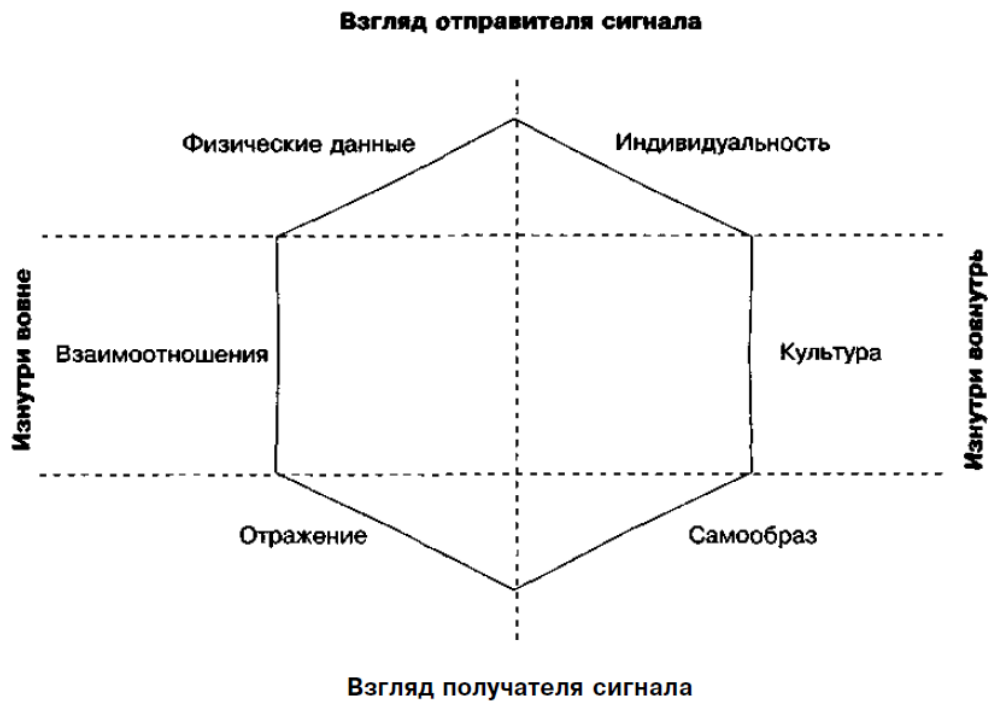 Взгляд отправителя сигнала
Физические данные
Индивидуальность
Изнутри вовне
Взаимоотношения
Культура
Изнутри вовнутрь
Отражение
Самообраз
Взгляд получателя сигнала